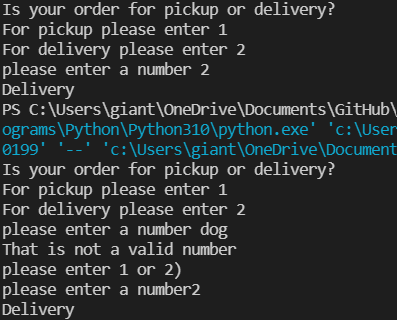 Is your order for pickup or delivery?
For pickup please enter 1
For delivery please enter 2
please enter a number 2
Delivery
PS C:\Users\giant\OneDrive\Documents\GitHub\
ograms\Python\Python310\python.exe' 'c:\User
0199' '--' 'c:\Users\giant\OneDrive\Document
Is your order for pickup or delivery?
For pickup please enter 1
For delivery please enter 2
please enter a number dog
That is not a valid number
please enter 1 or 2)
please enter a number2
Delivery